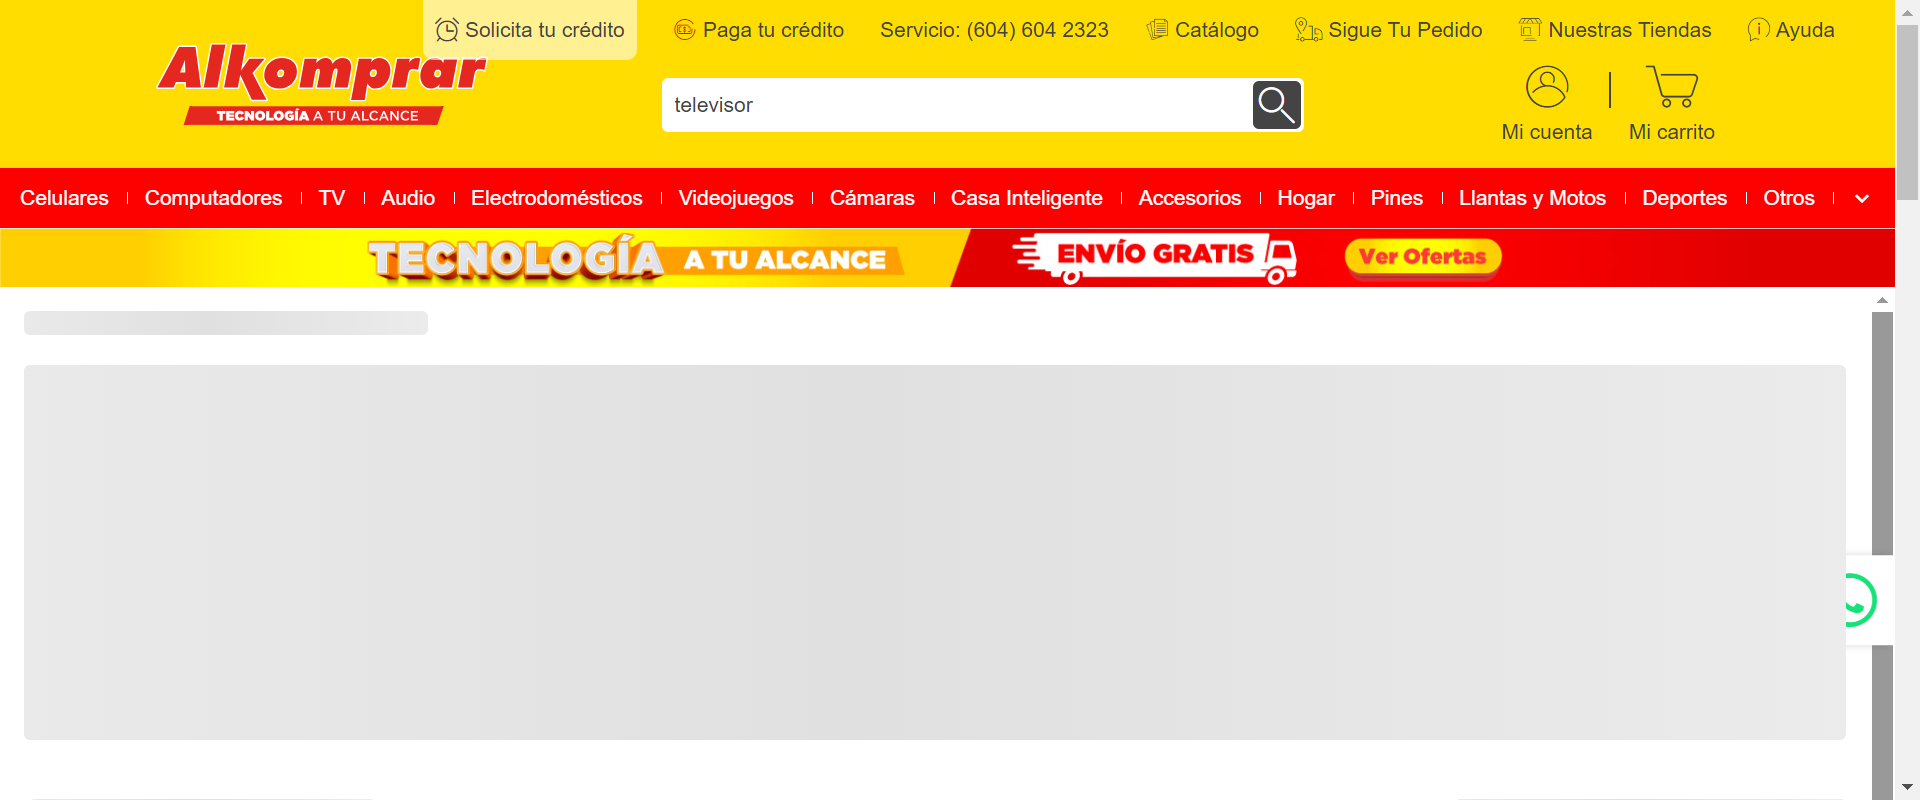 Solicita tu crédito
Paga tu crédito
Servicio: (604) 604 2323
Catálogo
Sigue Tu Pedido
Nuestras Tiendas
Ayuda
Alkomprar
TECNOLOGÍA A TU ALCANCE
televisor
Mi cuenta
Mi carrito
Celulares
Computadores
TV
Audio
Electrodomésticos
Videojuegos
Cámaras
Casa Inteligente
Accesorios
Hogar
Pines
Llantas y Motos
Deportes
Otros
TECNOLOGÍA A TU ALCANCE
ENVÍO GRATIS
Ver Ofertas